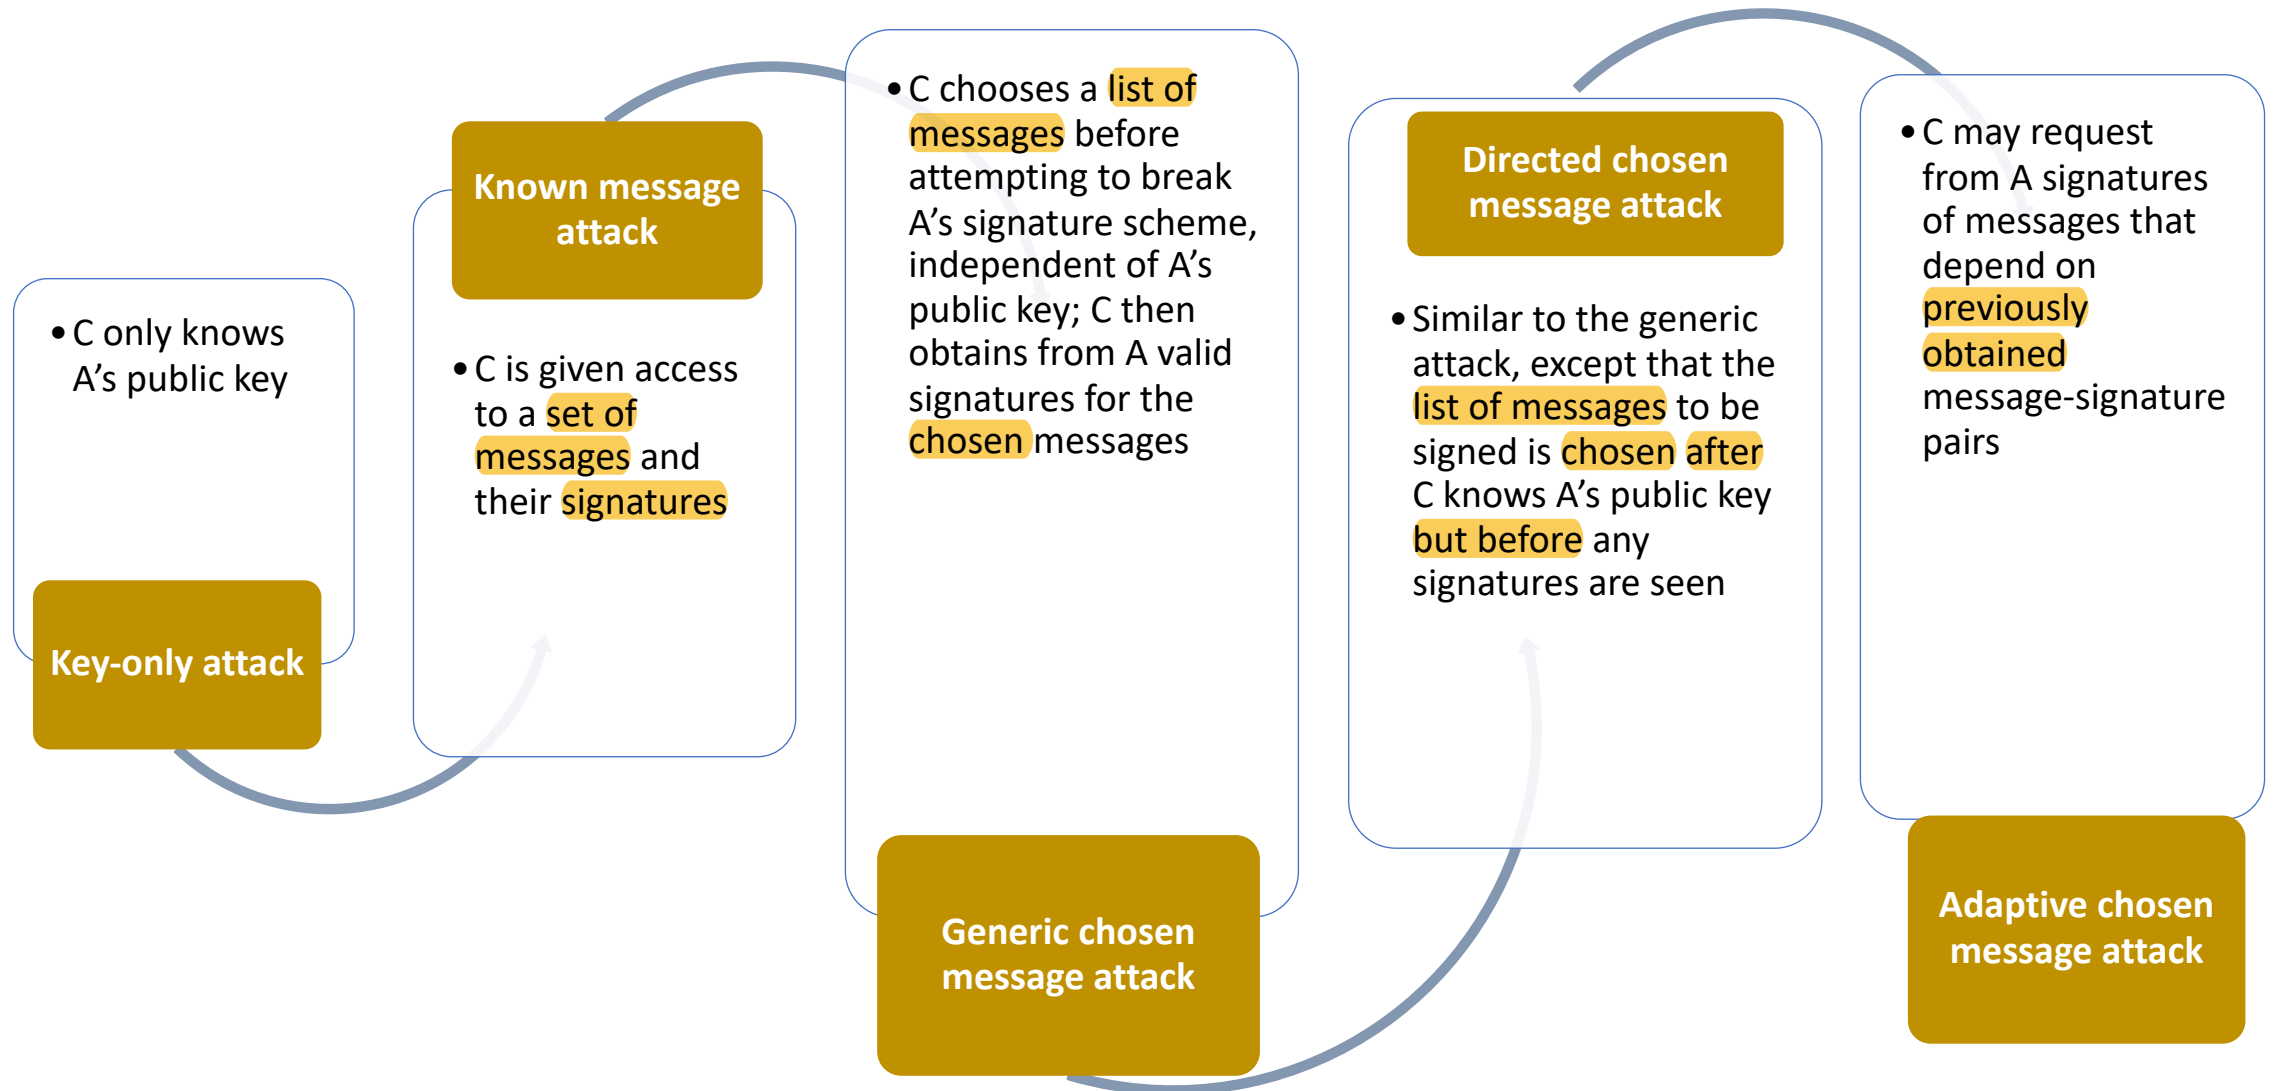 • C only knows
A’s public key
Key-only attack
Known message
attack
• C is given access
to a set of
messages and
their signatures
• C chooses a list of
messages before
attempting to break
A’s signature scheme,
independent of A’s
public key; C then
obtains from A valid
signatures for the
chosen messages
Generic chosen
message attack
Directed chosen
message attack
• Similar to the generic
attack, except that the
list of messages to be
signed is chosen after
C knows A’s public key
but before any
signatures are seen
• C may request
from A signatures
of messages that
depend on
previously
obtained
message-signature
pairs
Adaptive chosen
message attack